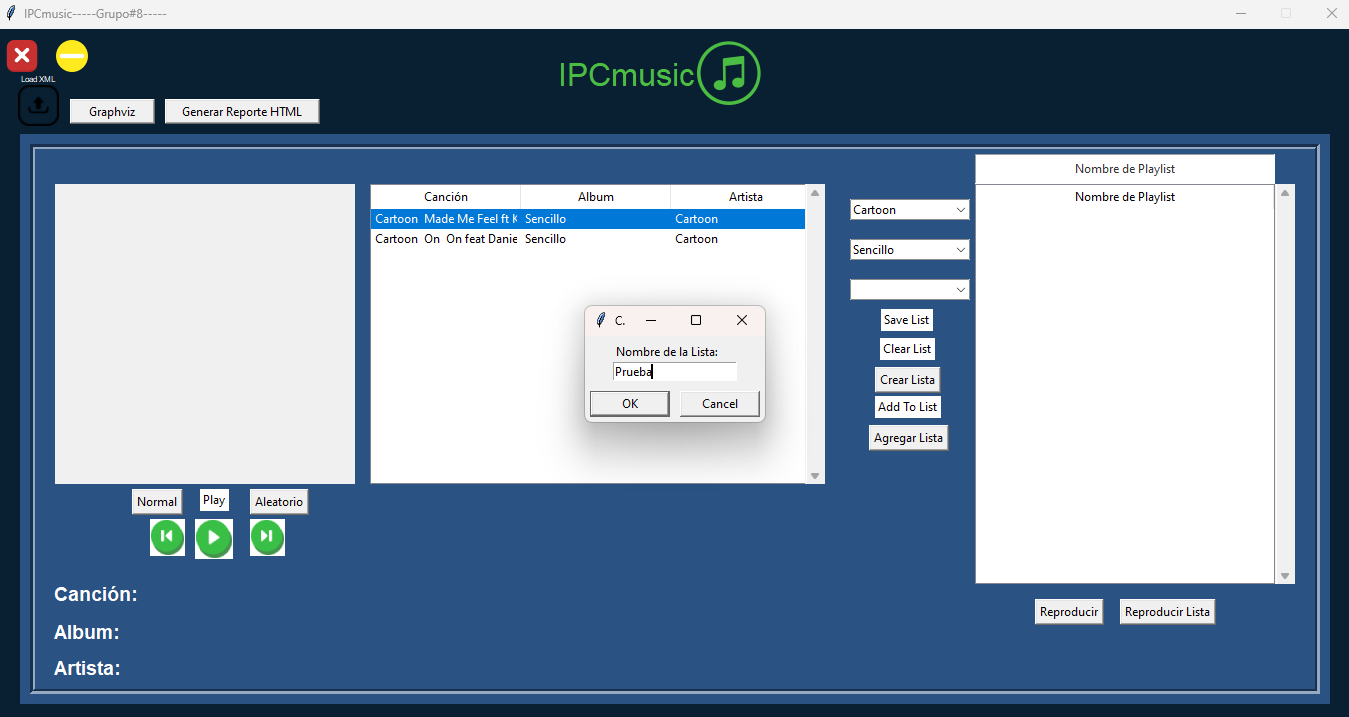 IPCmusic-----Grupo#8-----
Load XML
IPCmusic
Graphviz
Generar Reporte HTML
Nombre de Playlist
Canción Album Artista
Nombre de Playlist
Cartoon Made Me Feel ft K Sencillo Cartoon
Cartoon On On feat Danie Sencillo Cartoon
Cartoon
Sencillo
C.
Nombre de la Lista:
Prueba
OK
Cancel
Save List
Clear List
Crear Lista
Add To List
Agregar Lista
Normal
Play
Aleatorio
Canción:
Album:
Artista:
Reproducir
Reproducir Lista